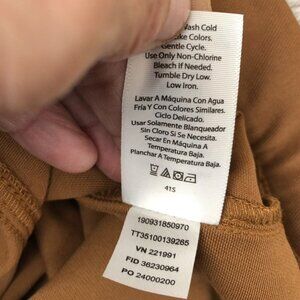 Wash Cold
Like Colors.
Gentle Cycle.
Use Only Non-Chlorine
Bleach if Needed.
Tumble Dry Low.
Low Iron.
Lavar A Máquina Con Agua
Fría Y Con Colores Similares.
Ciclo Delicado.
Usar Solamente Blanqueador
Sin Cloro Si Se Necesita.
Secar En Máquina A
Temperatura Baja.
Planchar A Temperatura Baja.
415
190931850970
TT35100139265
VN 221991
FID 36230964
PO 24000200